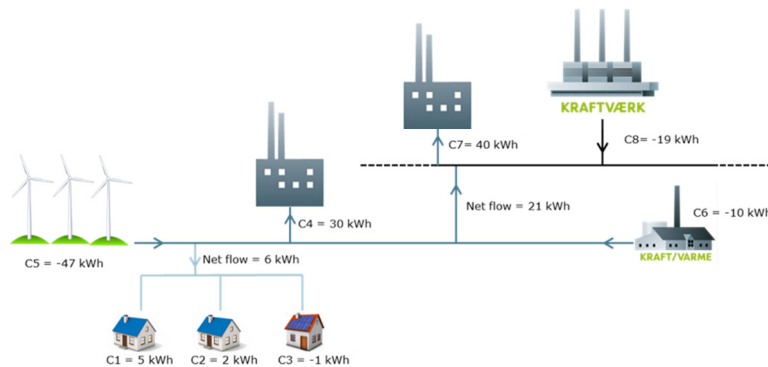 KRAFTVÆRK
C8= -19 kWh
C7= 40 kWh
Net flow = 21 kWh
C6 = -10 kWh
C4 = 30 kWh
KRAFT/VARME
C5 = -47 kWh
Net flow = 6 kWh
C1 = 5 kWh
C2 = 2 kWh
C3 = -1 kWh